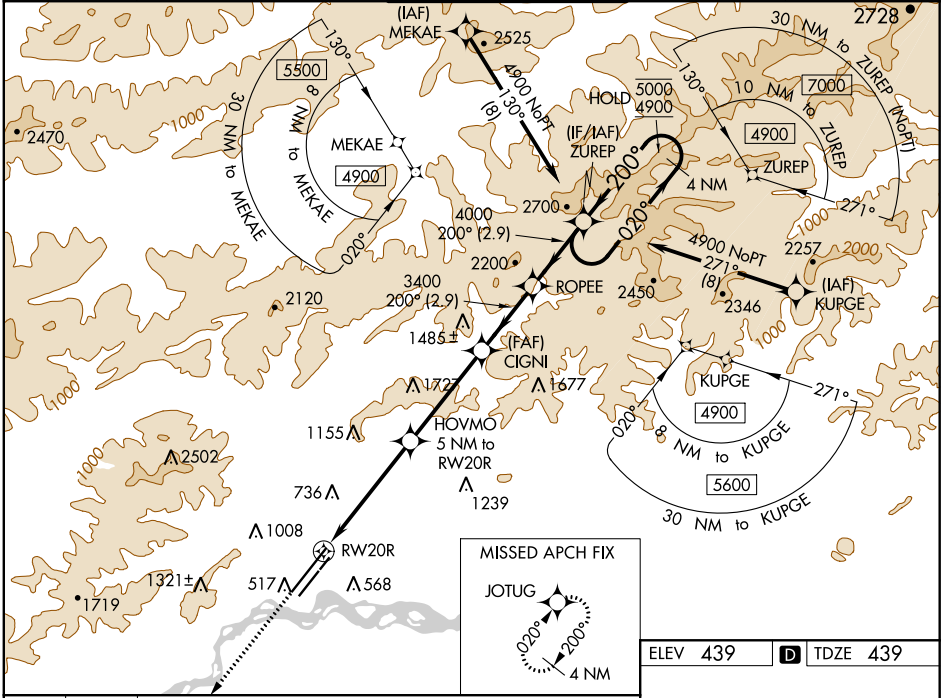 (IAF)
MEKAE
2525
2728
30 NM to ZUREP (NoPT)
130°
5500
8 NM to MEKAE
30 NM to MEKAE
MEKAE
4900
020°
4900 NoPT
130°
(8)
HOLD
5000
4900
130°
10 NM to ZUREP
7000
4900
ZUREP
271°
1000
2470
(IF/IAF)
ZUREP
200°
020°
4 NM
2700
4000
200° (2.9)
2200
3400
200° (2.9)
ROPEE
4900 NoPT
271°
(8)
2450
2346
1000
2257
2000
(IAF)
KUPGE
1000
2120
1485±
(FAF)
CIGNI
1727
1677
1000
KUPGE
271°
020°
4900
8 NM to KUPGE
5600
30 NM to KUPGE
HOVMO
5 NM to
RW20R
1155
1000
2502
736
1239
1008
RW20R
1321±
517
568
1719
MISSED APCH FIX
JOTUG
020°
200°
4 NM
ELEV 439
D
TDZE 439